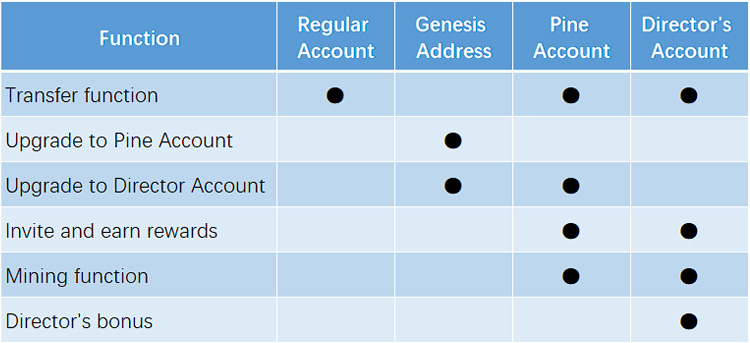 Function Regular Account Genesis Address Pine Account Director's Account
Transfer function ● ● ●
Upgrade to Pine Account ●
Upgrade to Director Account ● ●
Invite and earn rewards ● ●
Mining function ● ●
Director's bonus ●